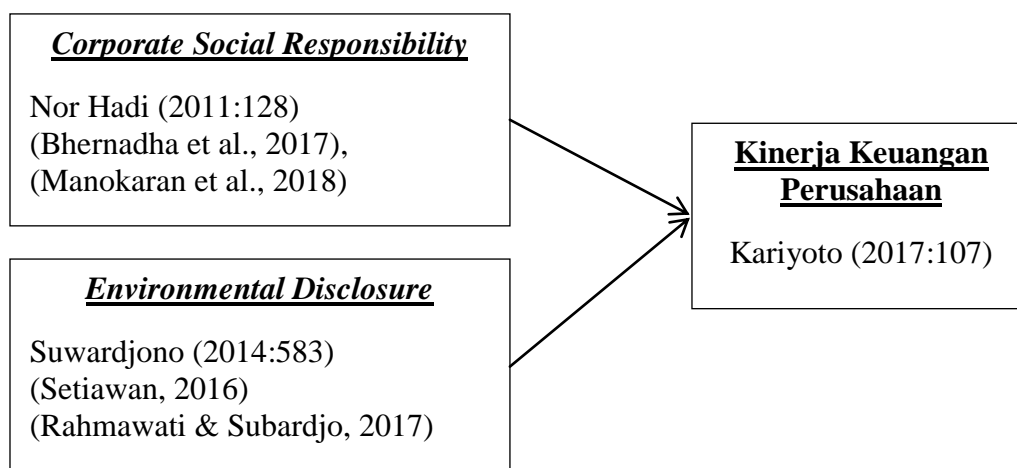 Corporate Social Responsibility
Nor Hadi (2011:128)
(Bhernadha et al., 2017),
(Manokaran et al., 2018)
Environmental Disclosure
Suwardjono (2014:583)
(Setiawan, 2016)
(Rahmawati & Subardjo, 2017)
Kinerja Keuangan
Perusahaan
Kariyoto (2017:107)